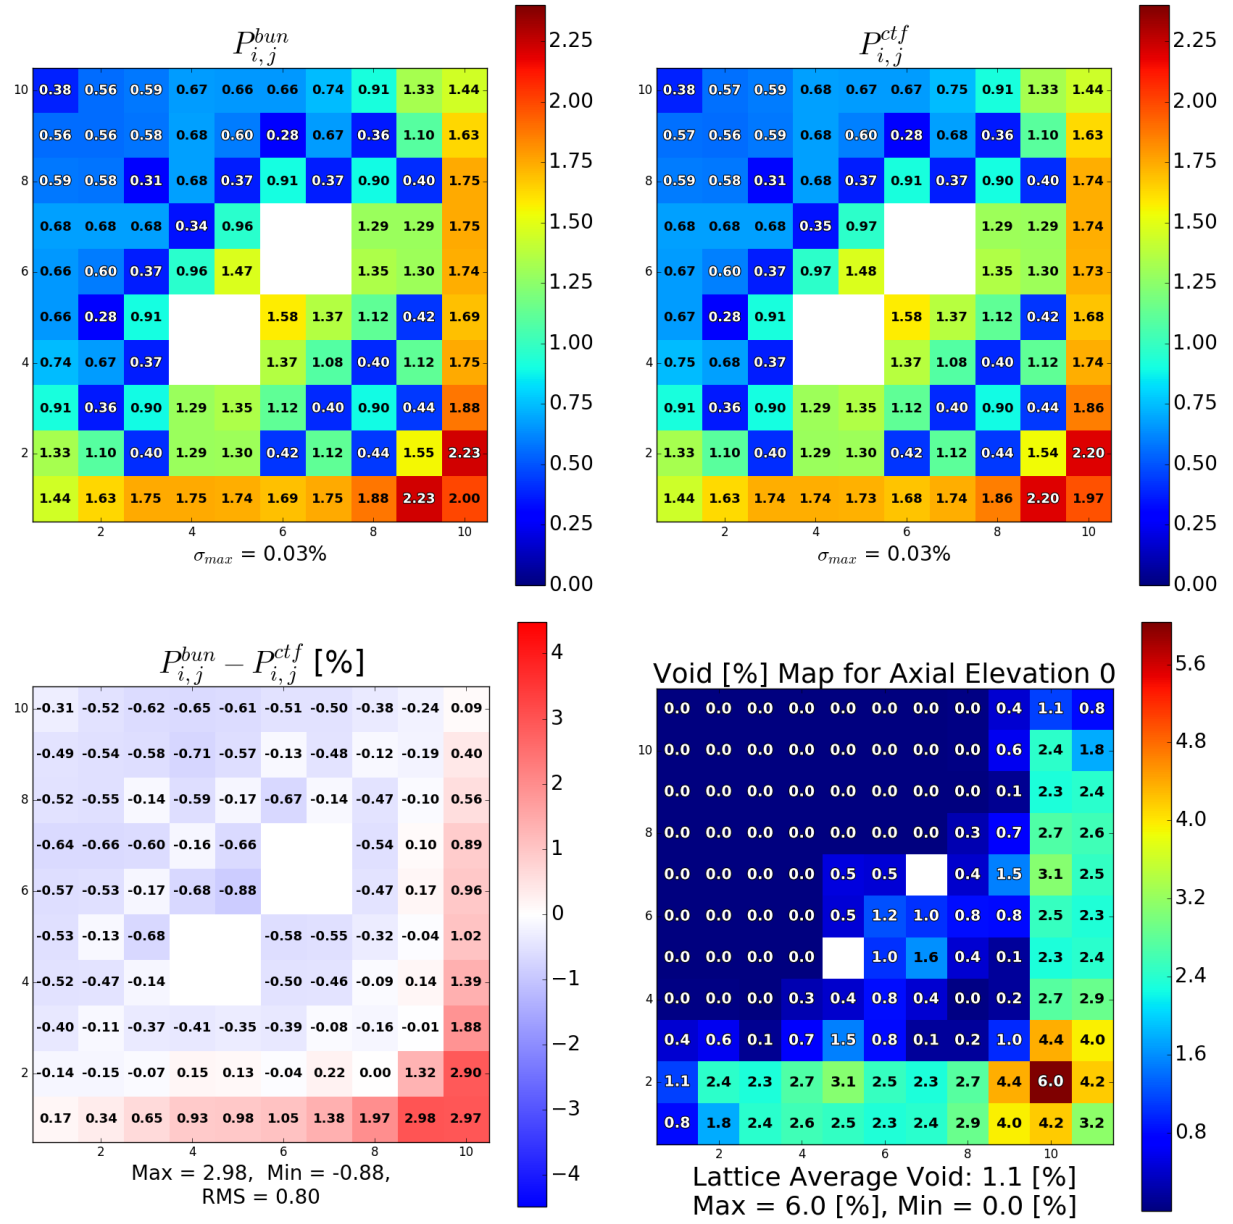 P_{i,j}^{bun}
10 0.38 0.56 0.59 0.67 0.66 0.66 0.74 0.91 1.33 1.44
0.56 0.56 0.58 0.68 0.60 0.28 0.67 0.36 1.10 1.63
8 0.59 0.58 0.31 0.68 0.37 0.91 0.37 0.90 0.40 1.75
0.68 0.68 0.68 0.34 0.96 1.29 1.29 1.75
6 0.66 0.60 0.37 0.96 1.47 1.35 1.30 1.74
0.66 0.28 0.91 1.58 1.37 1.12 0.42 1.69
4 0.74 0.67 0.37 1.37 1.08 0.40 1.12 1.75
0.91 0.36 0.90 1.29 1.35 1.12 0.40 0.90 0.44 1.88
2 1.33 1.10 0.40 1.29 1.30 0.42 1.12 0.44 1.55 2.23
1.44 1.63 1.75 1.75 1.74 1.69 1.75 1.88 2.23 2.00
2 4 6 8 10
σ_{max} = 0.03%
2.25
2.00
1.75
1.50
1.25
1.00
0.75
0.50
0.25
0.00
P_{i,j}^{ctf}
10 0.38 0.57 0.59 0.68 0.67 0.67 0.75 0.91 1.33 1.44
0.57 0.56 0.59 0.68 0.60 0.28 0.68 0.36 1.10 1.63
8 0.59 0.58 0.31 0.68 0.37 0.91 0.37 0.90 0.40 1.74
0.68 0.68 0.68 0.35 0.97 1.29 1.29 1.74
6 0.67 0.60 0.37 0.97 1.48 1.35 1.30 1.73
0.67 0.28 0.91 1.58 1.37 1.12 0.42 1.68
4 0.75 0.68 0.37 1.37 1.08 0.40 1.12 1.74
0.91 0.36 0.90 1.29 1.35 1.12 0.40 0.90 0.44 1.86
2 1.33 1.10 0.40 1.29 1.30 0.42 1.12 0.44 1.54 2.20
1.44 1.63 1.74 1.74 1.73 1.68 1.74 1.86 2.20 1.97
2 4 6 8 10
σ_{max} = 0.03%
2.25
2.00
1.75
1.50
1.25
1.00
0.75
0.50
0.25
0.00
P_{i,j}^{bun} − P_{i,j}^{ctf} [%]
10 -0.31 -0.52 -0.62 -0.65 -0.61 -0.51 -0.50 -0.38 -0.24 0.09
-0.49 -0.54 -0.58 -0.71 -0.57 -0.13 -0.48 -0.12 -0.19 0.40
8 -0.52 -0.55 -0.14 -0.59 -0.17 -0.67 -0.14 -0.47 -0.10 0.56
-0.64 -0.66 -0.60 -0.16 -0.66 -0.54 0.10 0.89
6 -0.57 -0.53 -0.17 -0.68 -0.88 -0.47 0.17 0.96
-0.53 -0.13 -0.68 -0.58 -0.55 -0.32 -0.04 1.02
4 -0.52 -0.47 -0.14 -0.50 -0.46 -0.09 0.14 1.39
-0.40 -0.11 -0.37 -0.41 -0.35 -0.39 -0.08 -0.16 -0.01 1.88
2 -0.14 -0.15 -0.07 0.15 0.13 -0.04 0.22 0.00 1.32 2.90
0.17 0.34 0.65 0.93 0.98 1.05 1.38 1.97 2.98 2.97
2 4 6 8 10
Max = 2.98, Min = -0.88,
RMS = 0.80
4
3
2
1
0
−1
−2
−3
−4
Void [%] Map for Axial Elevation 0
0.0 0.0 0.0 0.0 0.0 0.0 0.0 0.0 0.4 1.1 0.8
10 0.0 0.0 0.0 0.0 0.0 0.0 0.0 0.0 0.6 2.4 1.8
0.0 0.0 0.0 0.0 0.0 0.0 0.0 0.0 0.1 2.3 2.4
8 0.0 0.0 0.0 0.0 0.0 0.0 0.0 0.3 0.7 2.7 2.6
0.0 0.0 0.0 0.0 0.5 0.5 0.4 1.5 3.1 2.5
6 0.0 0.0 0.0 0.0 0.5 1.2 1.0 0.8 0.8 2.5 2.3
0.0 0.0 0.0 0.0 1.0 1.6 0.4 0.1 2.3 2.4
4 0.0 0.0 0.0 0.3 0.4 0.8 0.4 0.0 0.2 2.7 2.9
0.4 0.6 0.1 0.7 1.5 0.8 0.1 0.2 1.0 4.4 4.0
2 1.1 2.4 2.3 2.7 3.1 2.5 2.3 2.7 4.4 6.0 4.2
0.8 1.8 2.4 2.6 2.5 2.3 2.4 2.9 4.0 4.2 3.2
2 4 6 8 10
Lattice Average Void: 1.1 [%]
Max = 6.0 [%], Min = 0.0 [%]
5.6
4.8
4.0
3.2
2.4
1.6
0.8